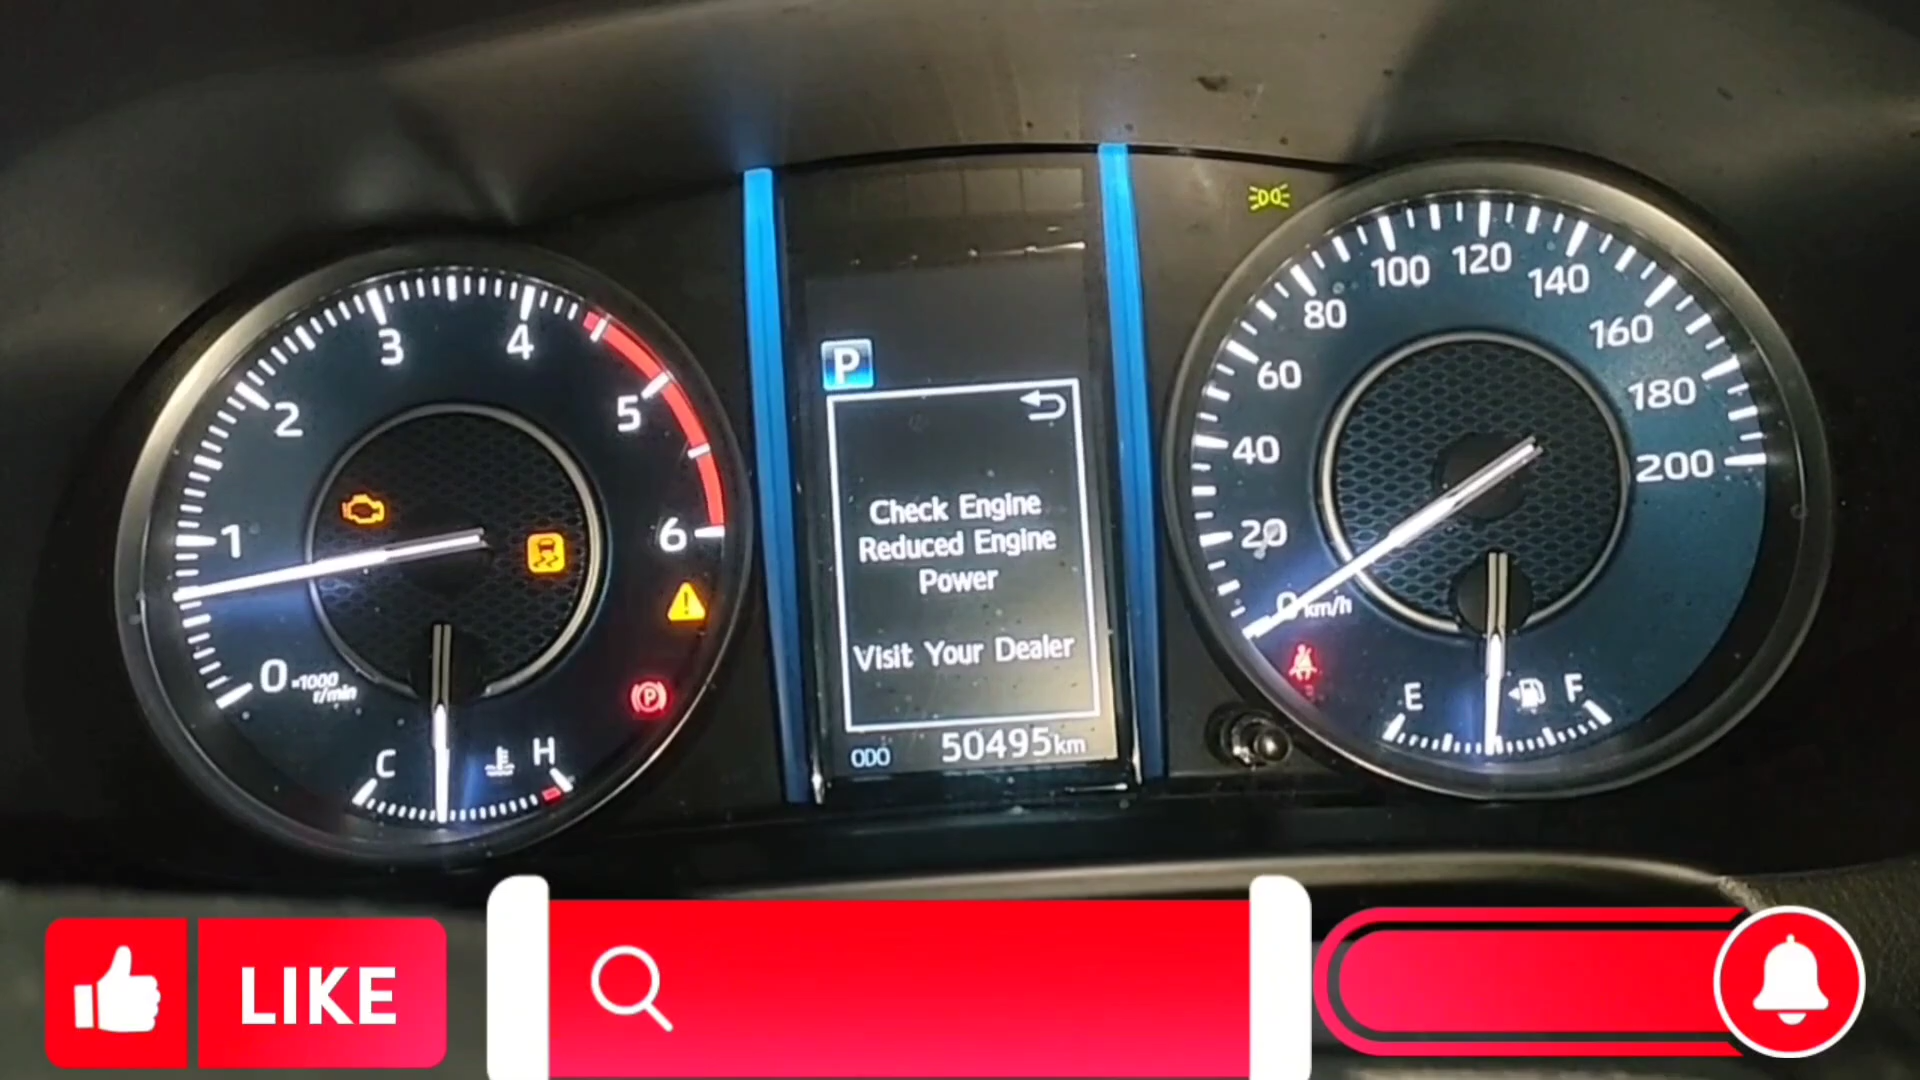 P
Check Engine
Reduced Engine
Power
Visit Your Dealer
ODO 50495km
0 1 2 3 4 5 6
×1000
r/min
P
C H
0 20 40 60 80 100 120 140 160 180 200
km/h
E F
LIKE